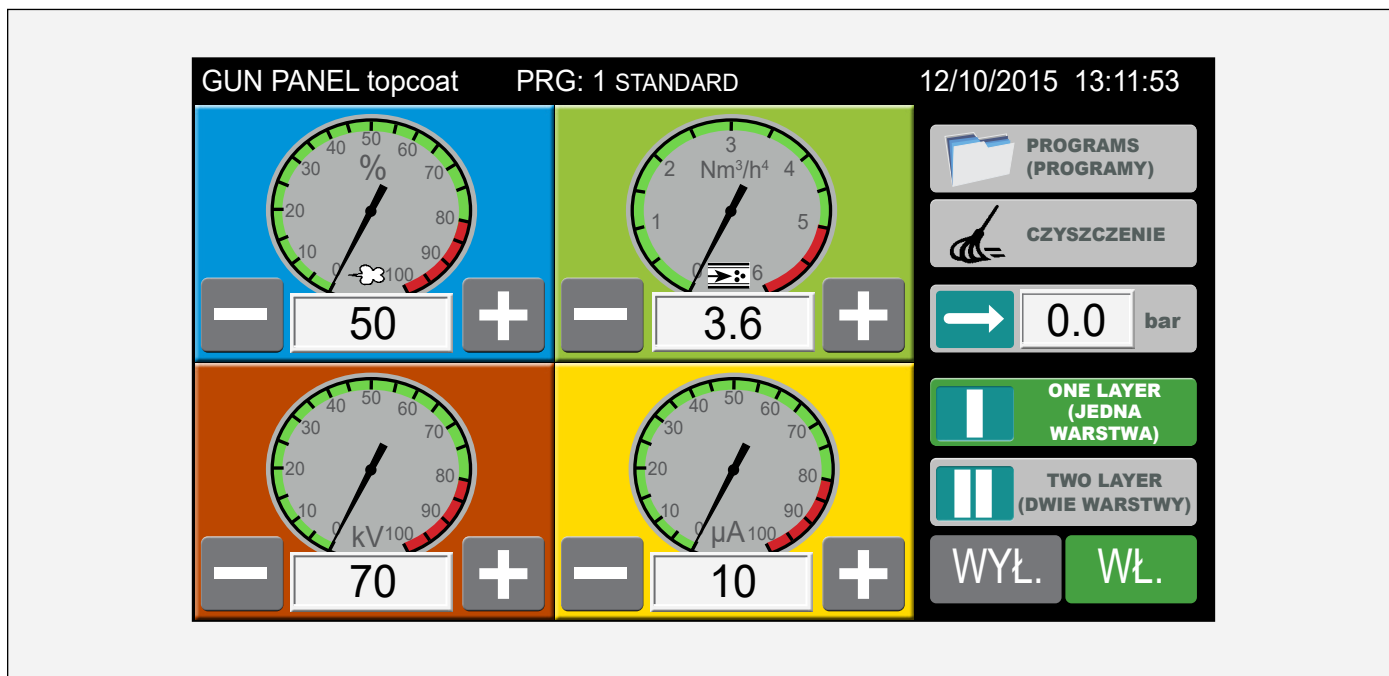 GUN PANEL topcoat PRG: 1 STANDARD 12/10/2015 13:11:53
50
40 60
30 % 70
20 80
10 90
0 100
50
3
2 Nm³/h⁴ 4
1 5
0 6
3.6
PROGRAMS
(PROGRAMY)
CZYSZCZENIE
0.0 bar
50
40 60
30 70
20 80
10 90
0 kV 100
70
50
40 60
30 70
20 80
10 90
0 µA 100
10
ONE LAYER
(JEDNA
WARSTWA)
TWO LAYER
(DWIE WARSTWY)
WYŁ. WŁ.